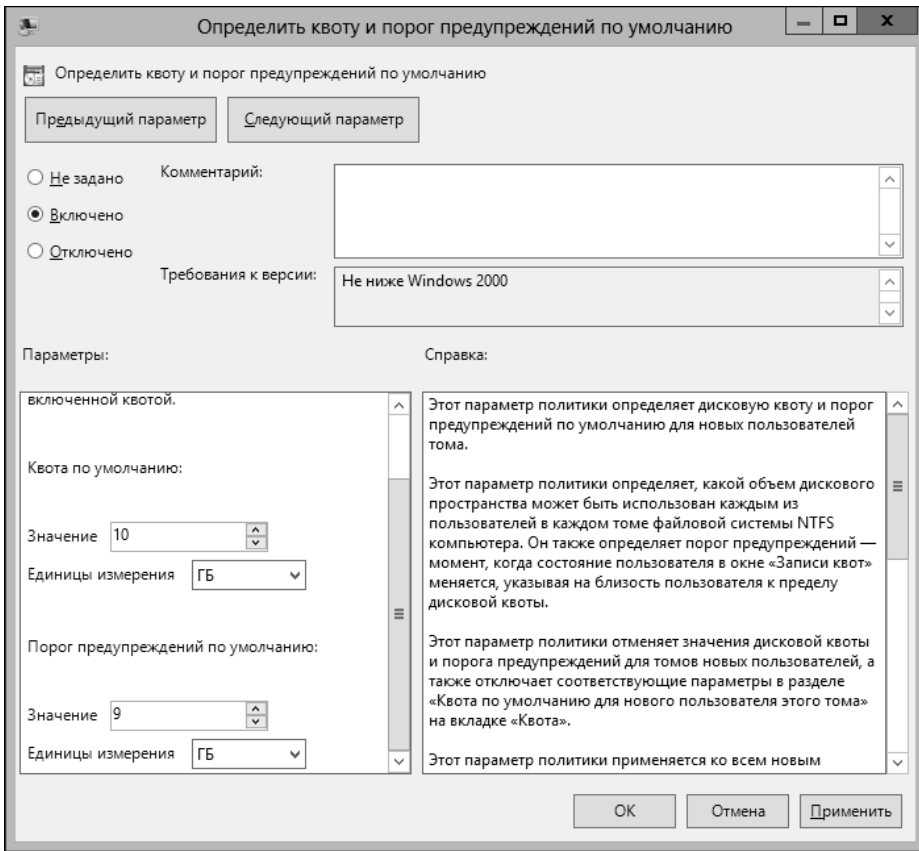 Определить квоту и порог предупреждений по умолчанию
Определить квоту и порог предупреждений по умолчанию
Предыдущий параметр
Следующий параметр
Не задано
Комментарий:
Включено
Отключено
Требования к версии:
Не ниже Windows 2000
Параметры:
Справка:
включенной квотой.
Квота по умолчанию:
Значение 10
Единицы измерения ГБ
Порог предупреждений по умолчанию:
Значение 9
Единицы измерения ГБ
Этот параметр политики определяет дисковую квоту и порог
предупреждений по умолчанию для новых пользователей
тома.
Этот параметр политики определяет, какой объем дискового
пространства может быть использован каждым из
пользователей в каждом томе файловой системы NTFS
компьютера. Он также определяет порог предупреждений —
момент, когда состояние пользователя в окне «Записи квот»
меняется, указывая на близость пользователя к пределу
дисковой квоты.
Этот параметр политики отменяет значения дисковой квоты
и порога предупреждений для томов новых пользователей, а
также отключает соответствующие параметры в разделе
«Квота по умолчанию для нового пользователя этого тома»
на вкладке «Квота».
Этот параметр политики применяется ко всем новым
ОК
Отмена
Применить